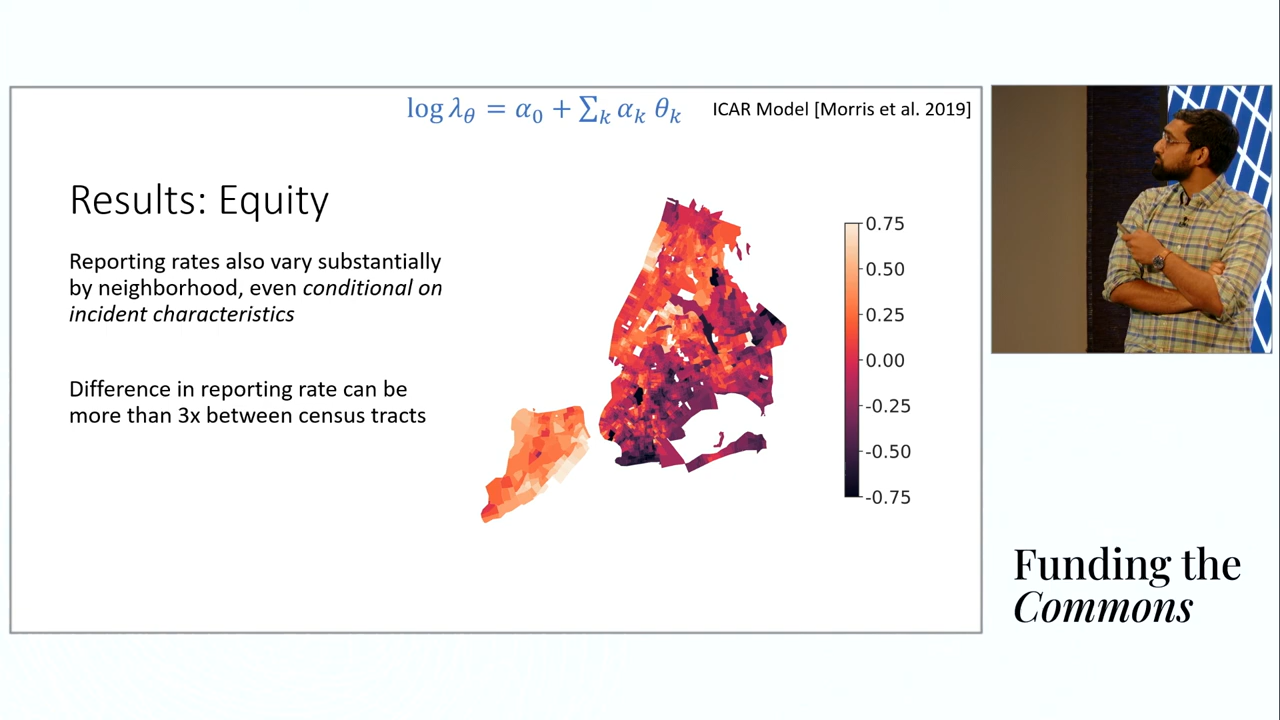 log λ_θ = α_0 + ∑_k α_k θ_k
ICAR Model [Morris et al. 2019]
Results: Equity
Reporting rates also vary substantially
by neighborhood, even conditional on
incident characteristics
Difference in reporting rate can be
more than 3x between census tracts
0.75
0.50
0.25
0.00
-0.25
-0.50
-0.75
Funding the
Commons